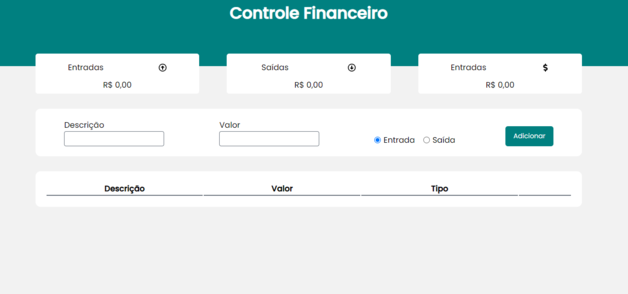 Controle Financeiro
Entradas
R$ 0,00
Saídas
R$ 0,00
Entradas
$
R$ 0,00
Descrição
Valor
Entrada
Saída
Adicionar
Descrição Valor Tipo